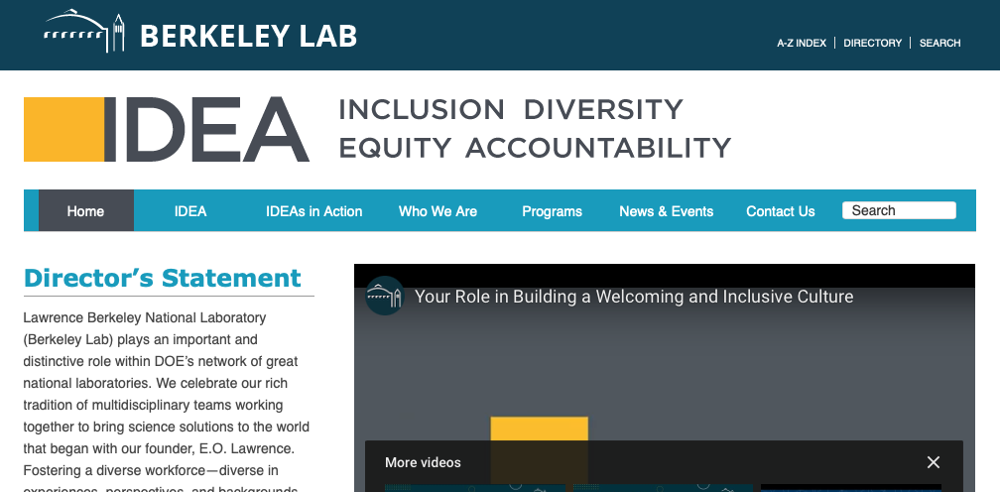 BERKELEY LAB
A-Z INDEX | DIRECTORY | SEARCH
IDEA
INCLUSION DIVERSITY
EQUITY ACCOUNTABILITY
Home IDEA IDEAs in Action Who We Are Programs News & Events Contact Us Search
Director's Statement
Lawrence Berkeley National Laboratory
(Berkeley Lab) plays an important and
distinctive role within DOE's network of great
national laboratories. We celebrate our rich
tradition of multidisciplinary teams working
together to bring science solutions to the world
that began with our founder, E.O. Lawrence.
Fostering a diverse workforce—diverse in
experiences, perspectives, and backgrounds
Your Role in Building a Welcoming and Inclusive Culture
More videos